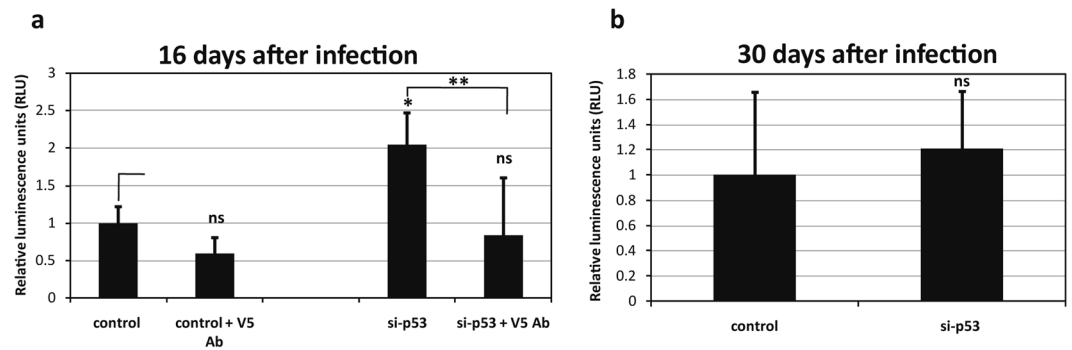 a
16 days after infection
Relative luminescence units (RLU)
3
2.5
2
1.5
1
0.5
0
ns
*
**
ns
control
control + V5
Ab
si-p53
si-p53 + V5 Ab
b
30 days after infection
Relative luminescence units (RLU)
1.8
1.6
1.4
1.2
1
0.8
0.6
0.4
0.2
0
ns
control
si-p53